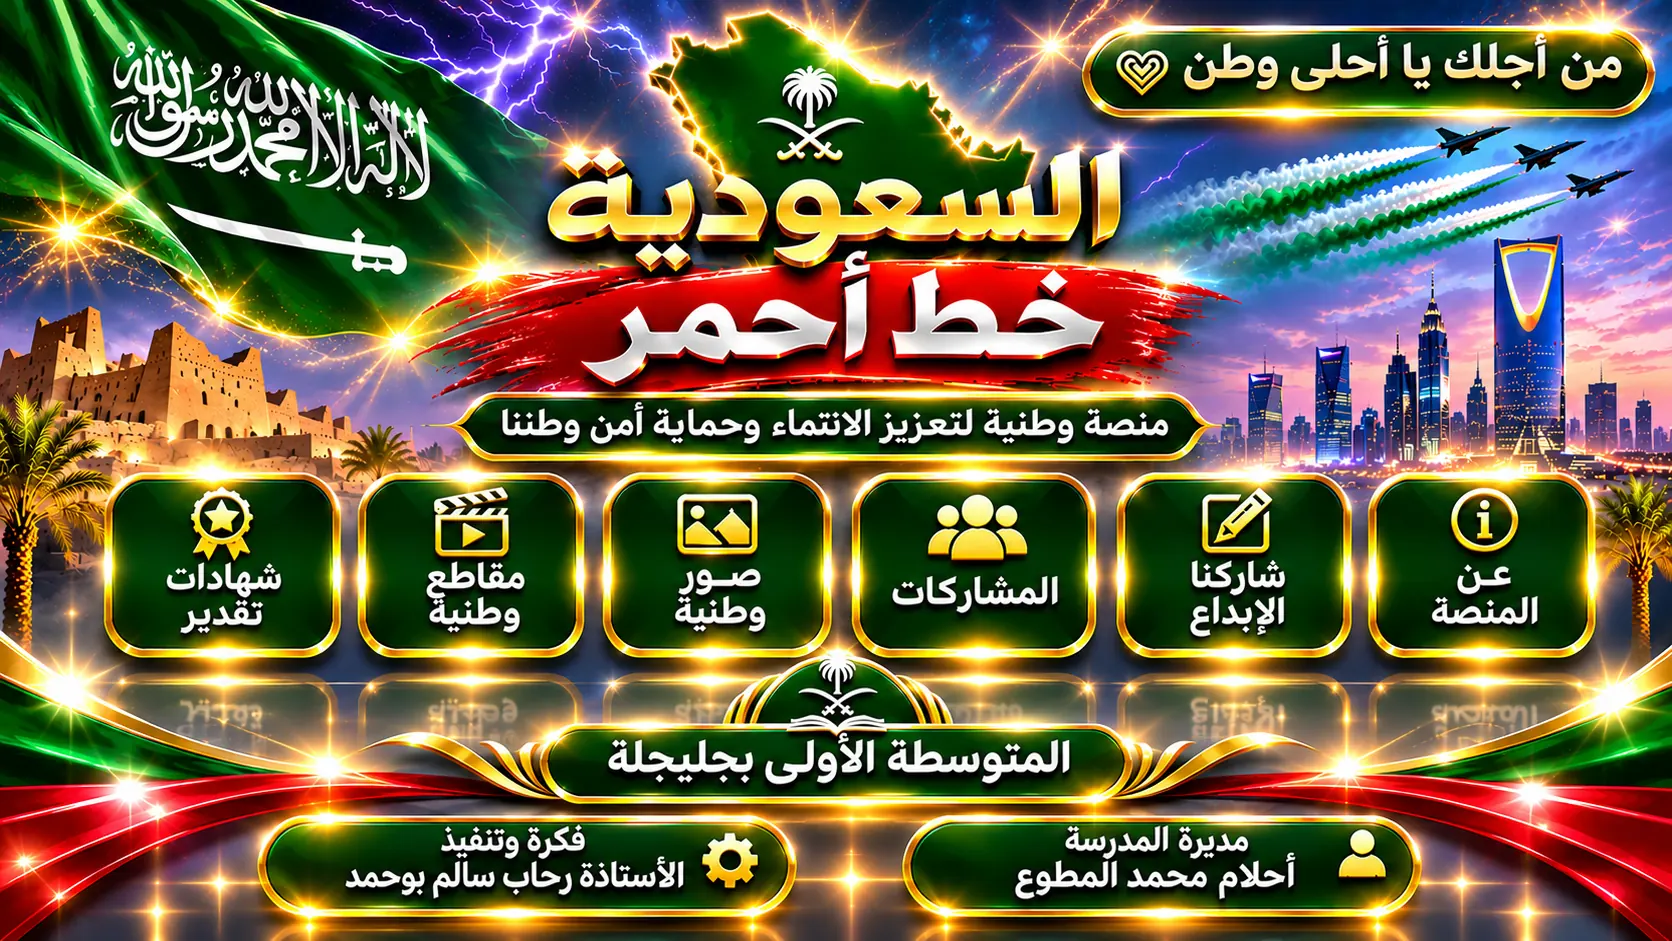 لا إله إلا الله محمد رسول الله
من أجلك يا أحلى وطن
السعودية
خط أحمر
منصة وطنية لتعزيز الانتماء وحماية أمن وطننا
عن
المنصة
شاركنا
الإبداع
المشاركات
صور
وطنية
مقاطع
وطنية
شهادات
تقدير
المتوسطة الأولى بجليجلة
مديرة المدرسة
أحلام محمد المطوع
فكرة وتنفيذ
الأستاذة رحاب سالم بوحمد